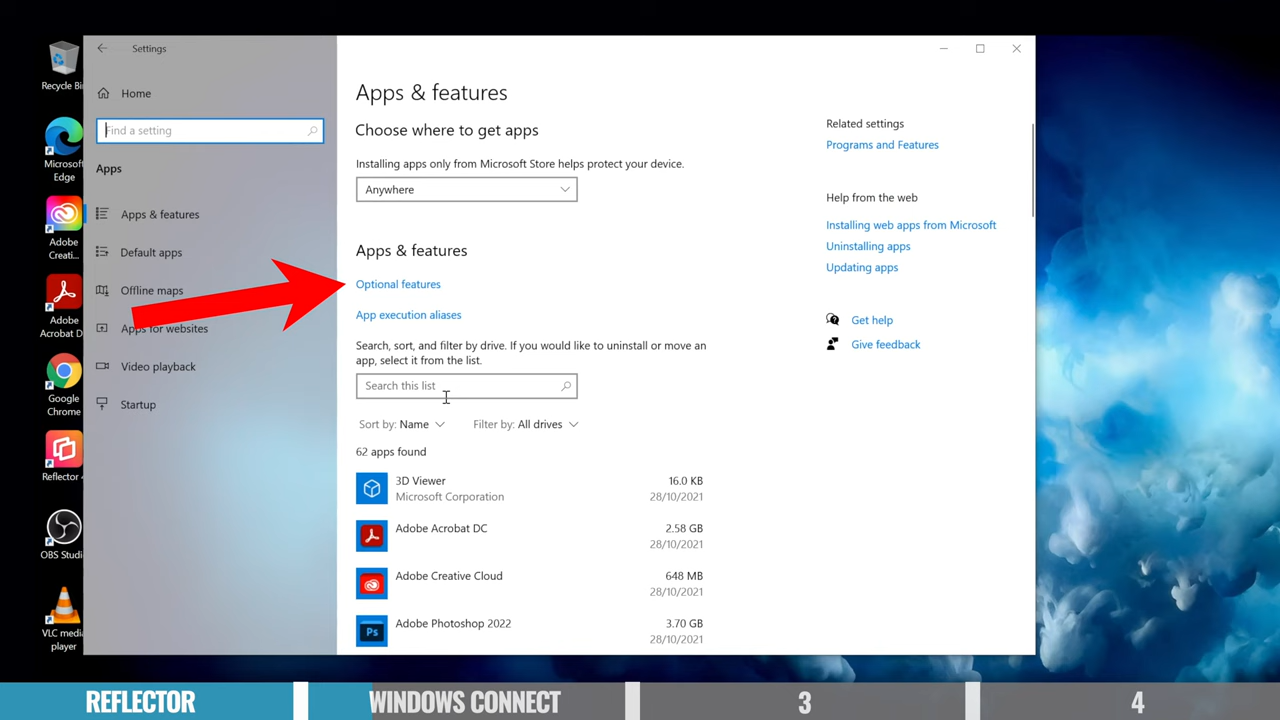 Recycle Bi
Microsof
Edge
Adobe
Creati...
Adobe
Acrobat D
Google
Chrome
Reflector 4
OBS Studi
VLC media
player
Settings
Home
Find a setting
Apps
Apps & features
Default apps
Offline maps
Apps for websites
Video playback
Startup
Apps & features
Choose where to get apps
Installing apps only from Microsoft Store helps protect your device.
Anywhere
Apps & features
Optional features
App execution aliases
Search, sort, and filter by drive. If you would like to uninstall or move an
app, select it from the list.
Search this list
Sort by: Name
Filter by: All drives
62 apps found
3D Viewer
16.0 KB
Microsoft Corporation
28/10/2021
Adobe Acrobat DC
2.58 GB
28/10/2021
Adobe Creative Cloud
648 MB
28/10/2021
Ps
Adobe Photoshop 2022
3.70 GB
28/10/2021
Related settings
Programs and Features
Help from the web
Installing web apps from Microsoft
Uninstalling apps
Updating apps
Get help
Give feedback
REFLECTOR
WINDOWS CONNECT
3
4